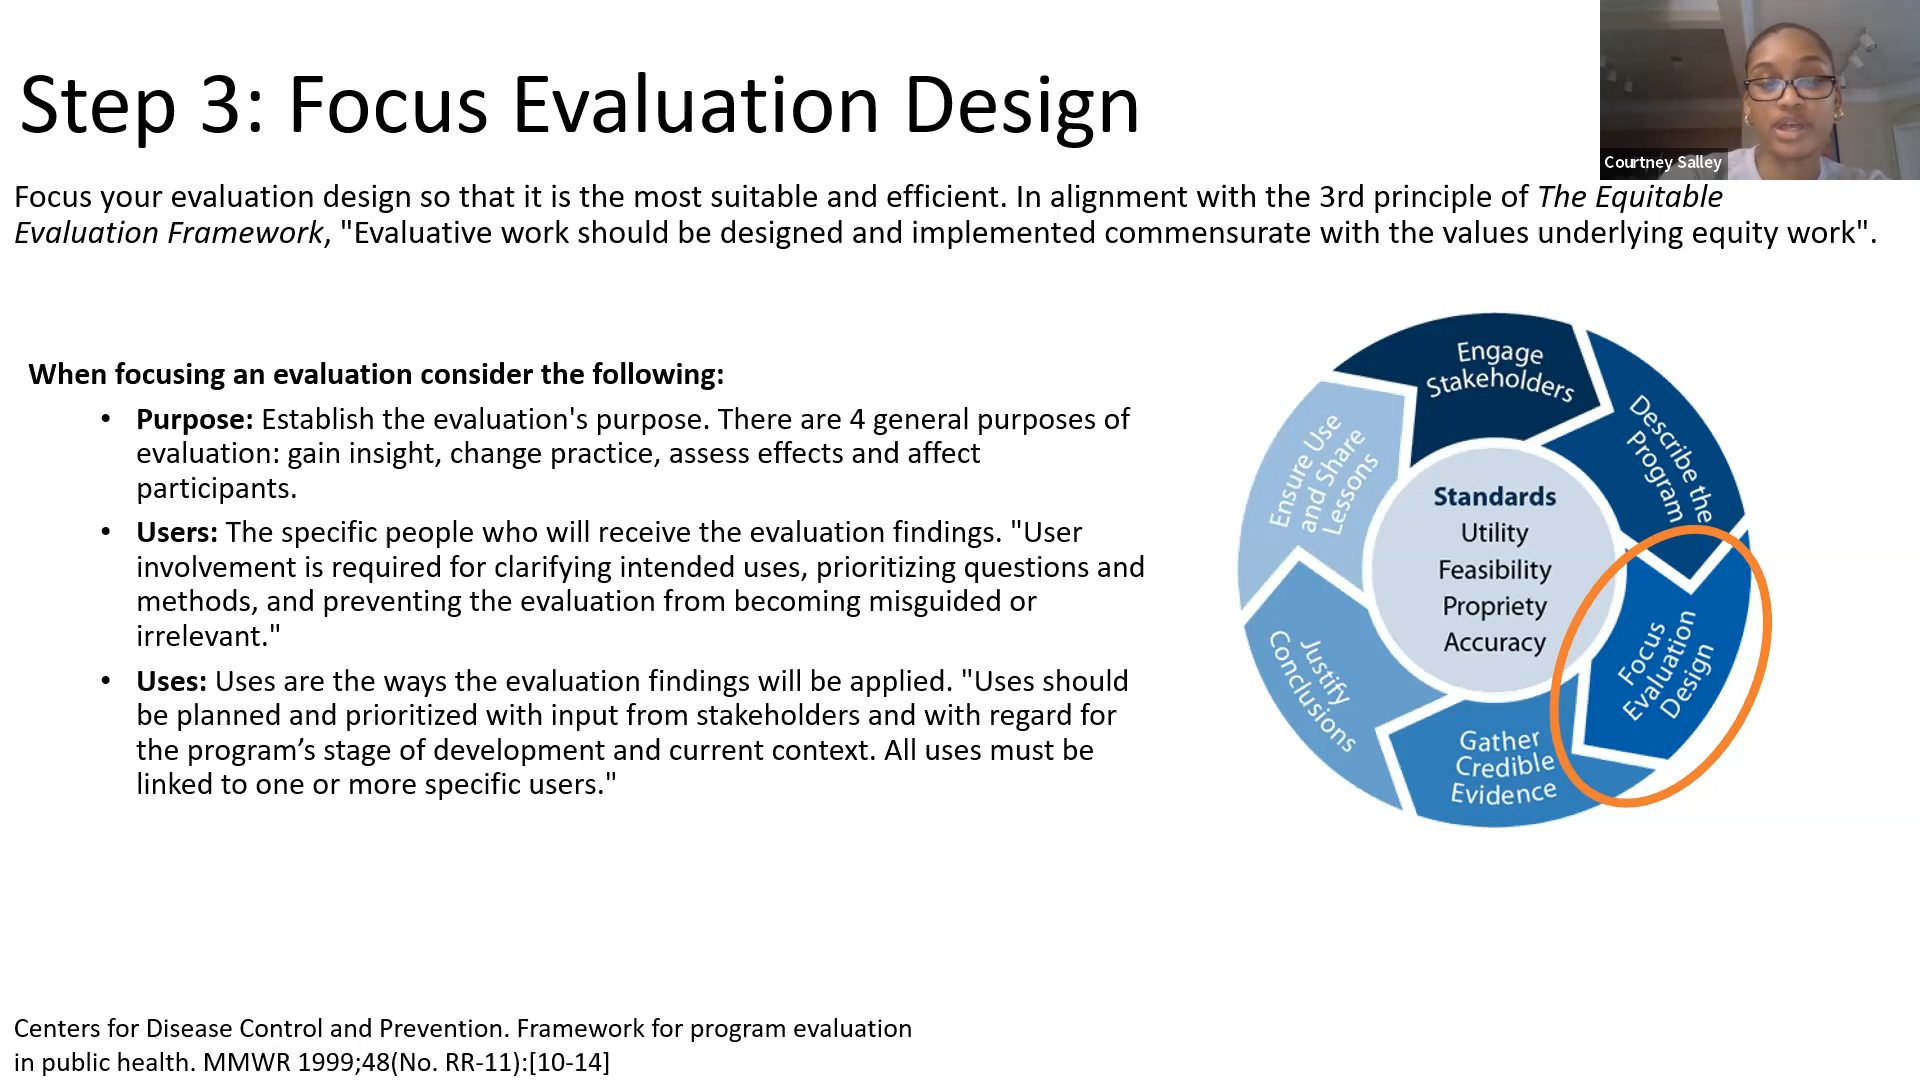 Step 3: Focus Evaluation Design
Courtney Salley
Focus your evaluation design so that it is the most suitable and efficient. In alignment with the 3rd principle of The Equitable
Evaluation Framework, "Evaluative work should be designed and implemented commensurate with the values underlying equity work".
When focusing an evaluation consider the following:
• Purpose: Establish the evaluation's purpose. There are 4 general purposes of
evaluation: gain insight, change practice, assess effects and affect
participants.
• Users: The specific people who will receive the evaluation findings. "User
involvement is required for clarifying intended uses, prioritizing questions and
methods, and preventing the evaluation from becoming misguided or
irrelevant."
• Uses: Uses are the ways the evaluation findings will be applied. "Uses should
be planned and prioritized with input from stakeholders and with regard for
the program’s stage of development and current context. All uses must be
linked to one or more specific users."
Engage
Stakeholders
Describe the
Program
Focus
Evaluation
Design
Gather
Credible
Evidence
Justify
Conclusions
Ensure Use
and Share
Lessons
Standards
Utility
Feasibility
Propriety
Accuracy
Centers for Disease Control and Prevention. Framework for program evaluation
in public health. MMWR 1999;48(No. RR-11):[10-14]